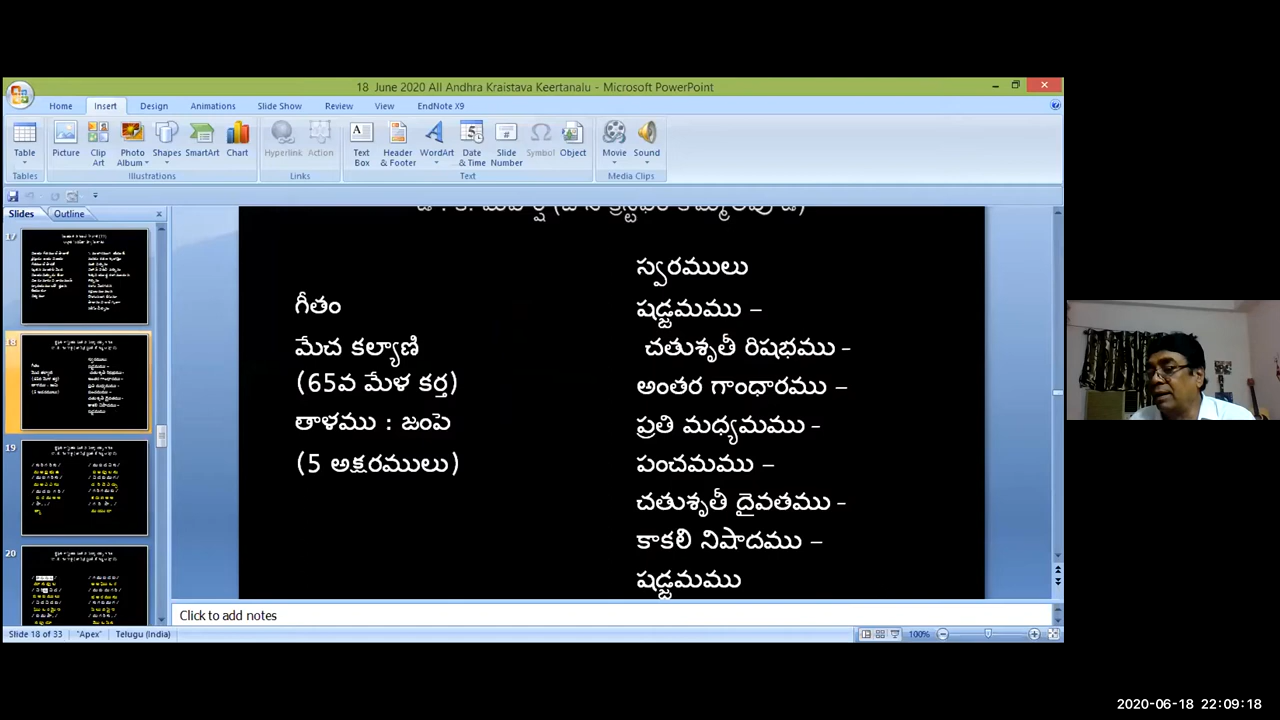 18 June 2020 All Andhra Kraistava Keertanalu - Microsoft PowerPoint
Home Insert Design Animations Slide Show Review View EndNote X9
Table Picture Clip Art Photo Album Shapes SmartArt Chart Hyperlink Action Text Box Header & Footer WordArt Date & Time Slide Number Symbol Object Movie Sound
Tables Illustrations Links Text Media Clips
Slides Outline
17
18
19
20
గీతం
మేచ కల్యాణి
(65వ మేళ కర్త)
తాళము : జంపె
(5 అక్షరములు)
స్వరములు
షడ్జమము –
చతుశృతీ రిషభము -
అంతర గాంధారము –
ప్రతి మధ్యమము -
పంచమము –
చతుశృతీ దైవతము -
కాకలి నిషాదము –
షడ్జమము
Click to add notes
Slide 18 of 33 "Apex" Telugu (India) 100%
2020-06-18 22:09:18